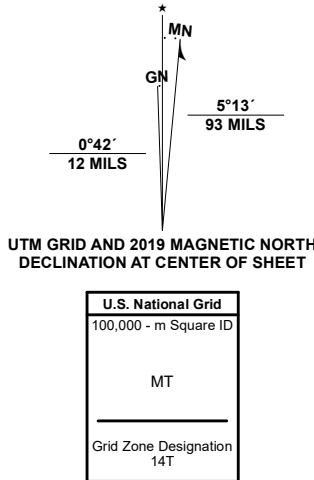 ★
MN
GN
5°13´
93 MILS
0°42´
12 MILS
UTM GRID AND 2019 MAGNETIC NORTH
DECLINATION AT CENTER OF SHEET
U.S. National Grid
100,000 - m Square ID
MT
Grid Zone Designation
14T